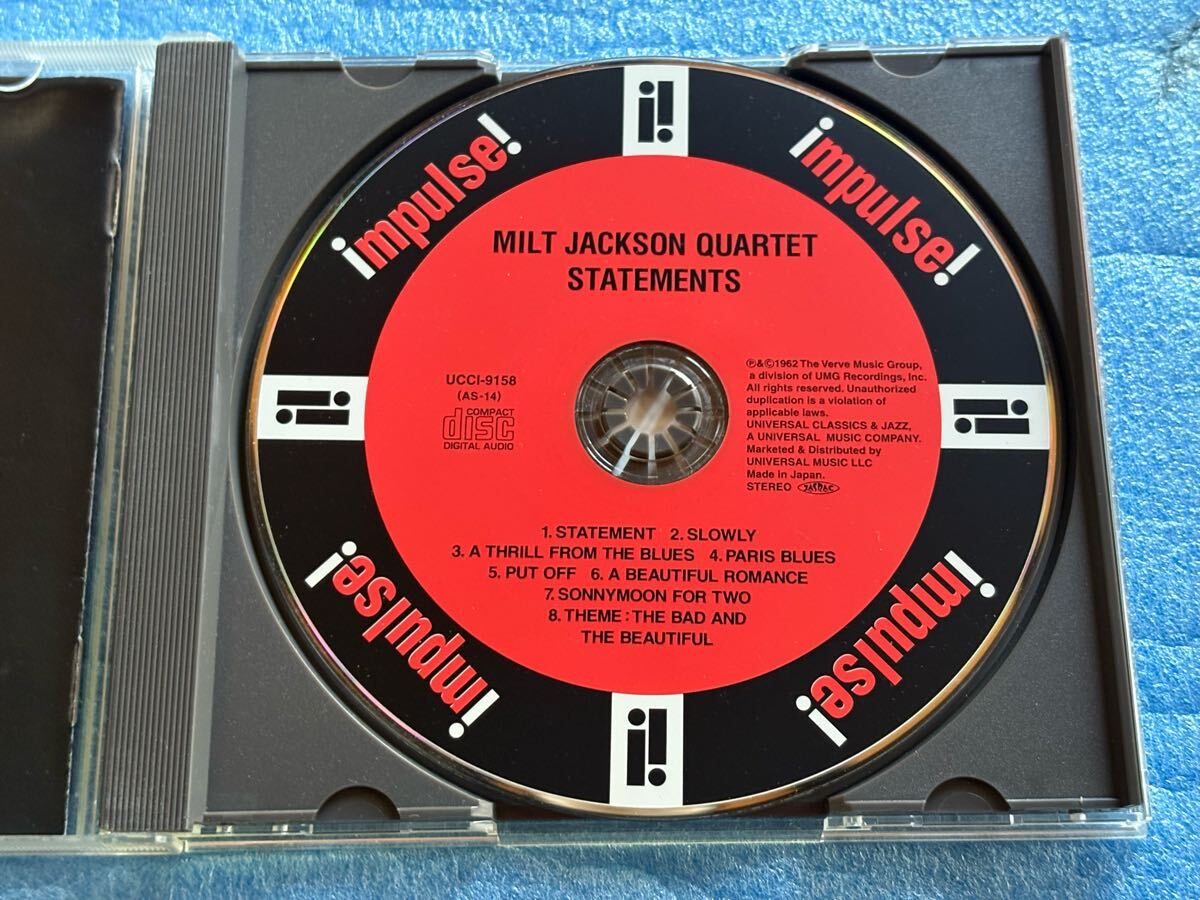 impulse!
impulse!
MILT JACKSON QUARTET
STATEMENTS
UCCI-9158
(AS-14)
COMPACT
disc
DIGITAL AUDIO
℗&©1962 The Verve Music Group,
a division of UMG Recordings, Inc.
All rights reserved. Unauthorized
duplication is a violation of
applicable laws.
UNIVERSAL CLASSICS & JAZZ,
A UNIVERSAL MUSIC COMPANY.
Marketed & Distributed by
UNIVERSAL MUSIC LLC
Made in Japan.
STEREO JASRAC
1. STATEMENT 2. SLOWLY
3. A THRILL FROM THE BLUES 4. PARIS BLUES
5. PUT OFF 6. A BEAUTIFUL ROMANCE
7. SONNYMOON FOR TWO
8. THEME : THE BAD AND
THE BEAUTIFUL
impulse!
impulse!